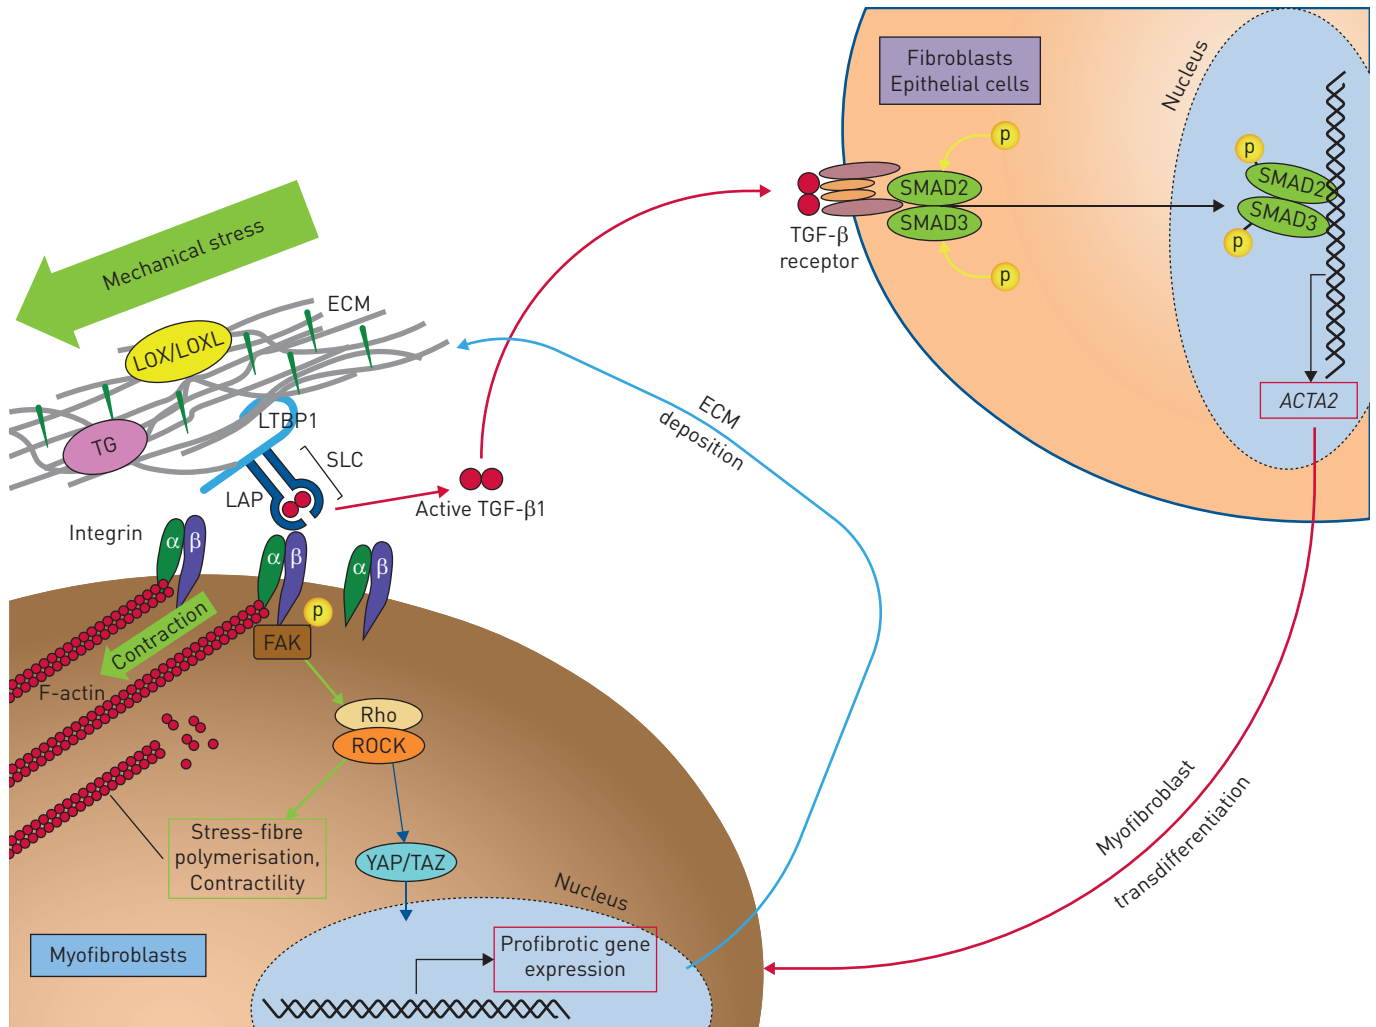 Fibroblasts
Epithelial cells
Nucleus
p
p
SMAD2
SMAD2
SMAD3
SMAD3
p
p
TGF-β
receptor
ACTA2
Mechanical stress
ECM
LOX/LOXL
TG
LTBP1
SLC
LAP
Active TGF-β1
ECM
deposition
Integrin
α
β
α
β
α
β
Contraction
p
FAK
F-actin
Rho
ROCK
Stress-fibre
polymerisation,
Contractility
YAP/TAZ
Nucleus
Myofibroblasts
Profibrotic gene
expression
Myofibroblast
transdifferentiation